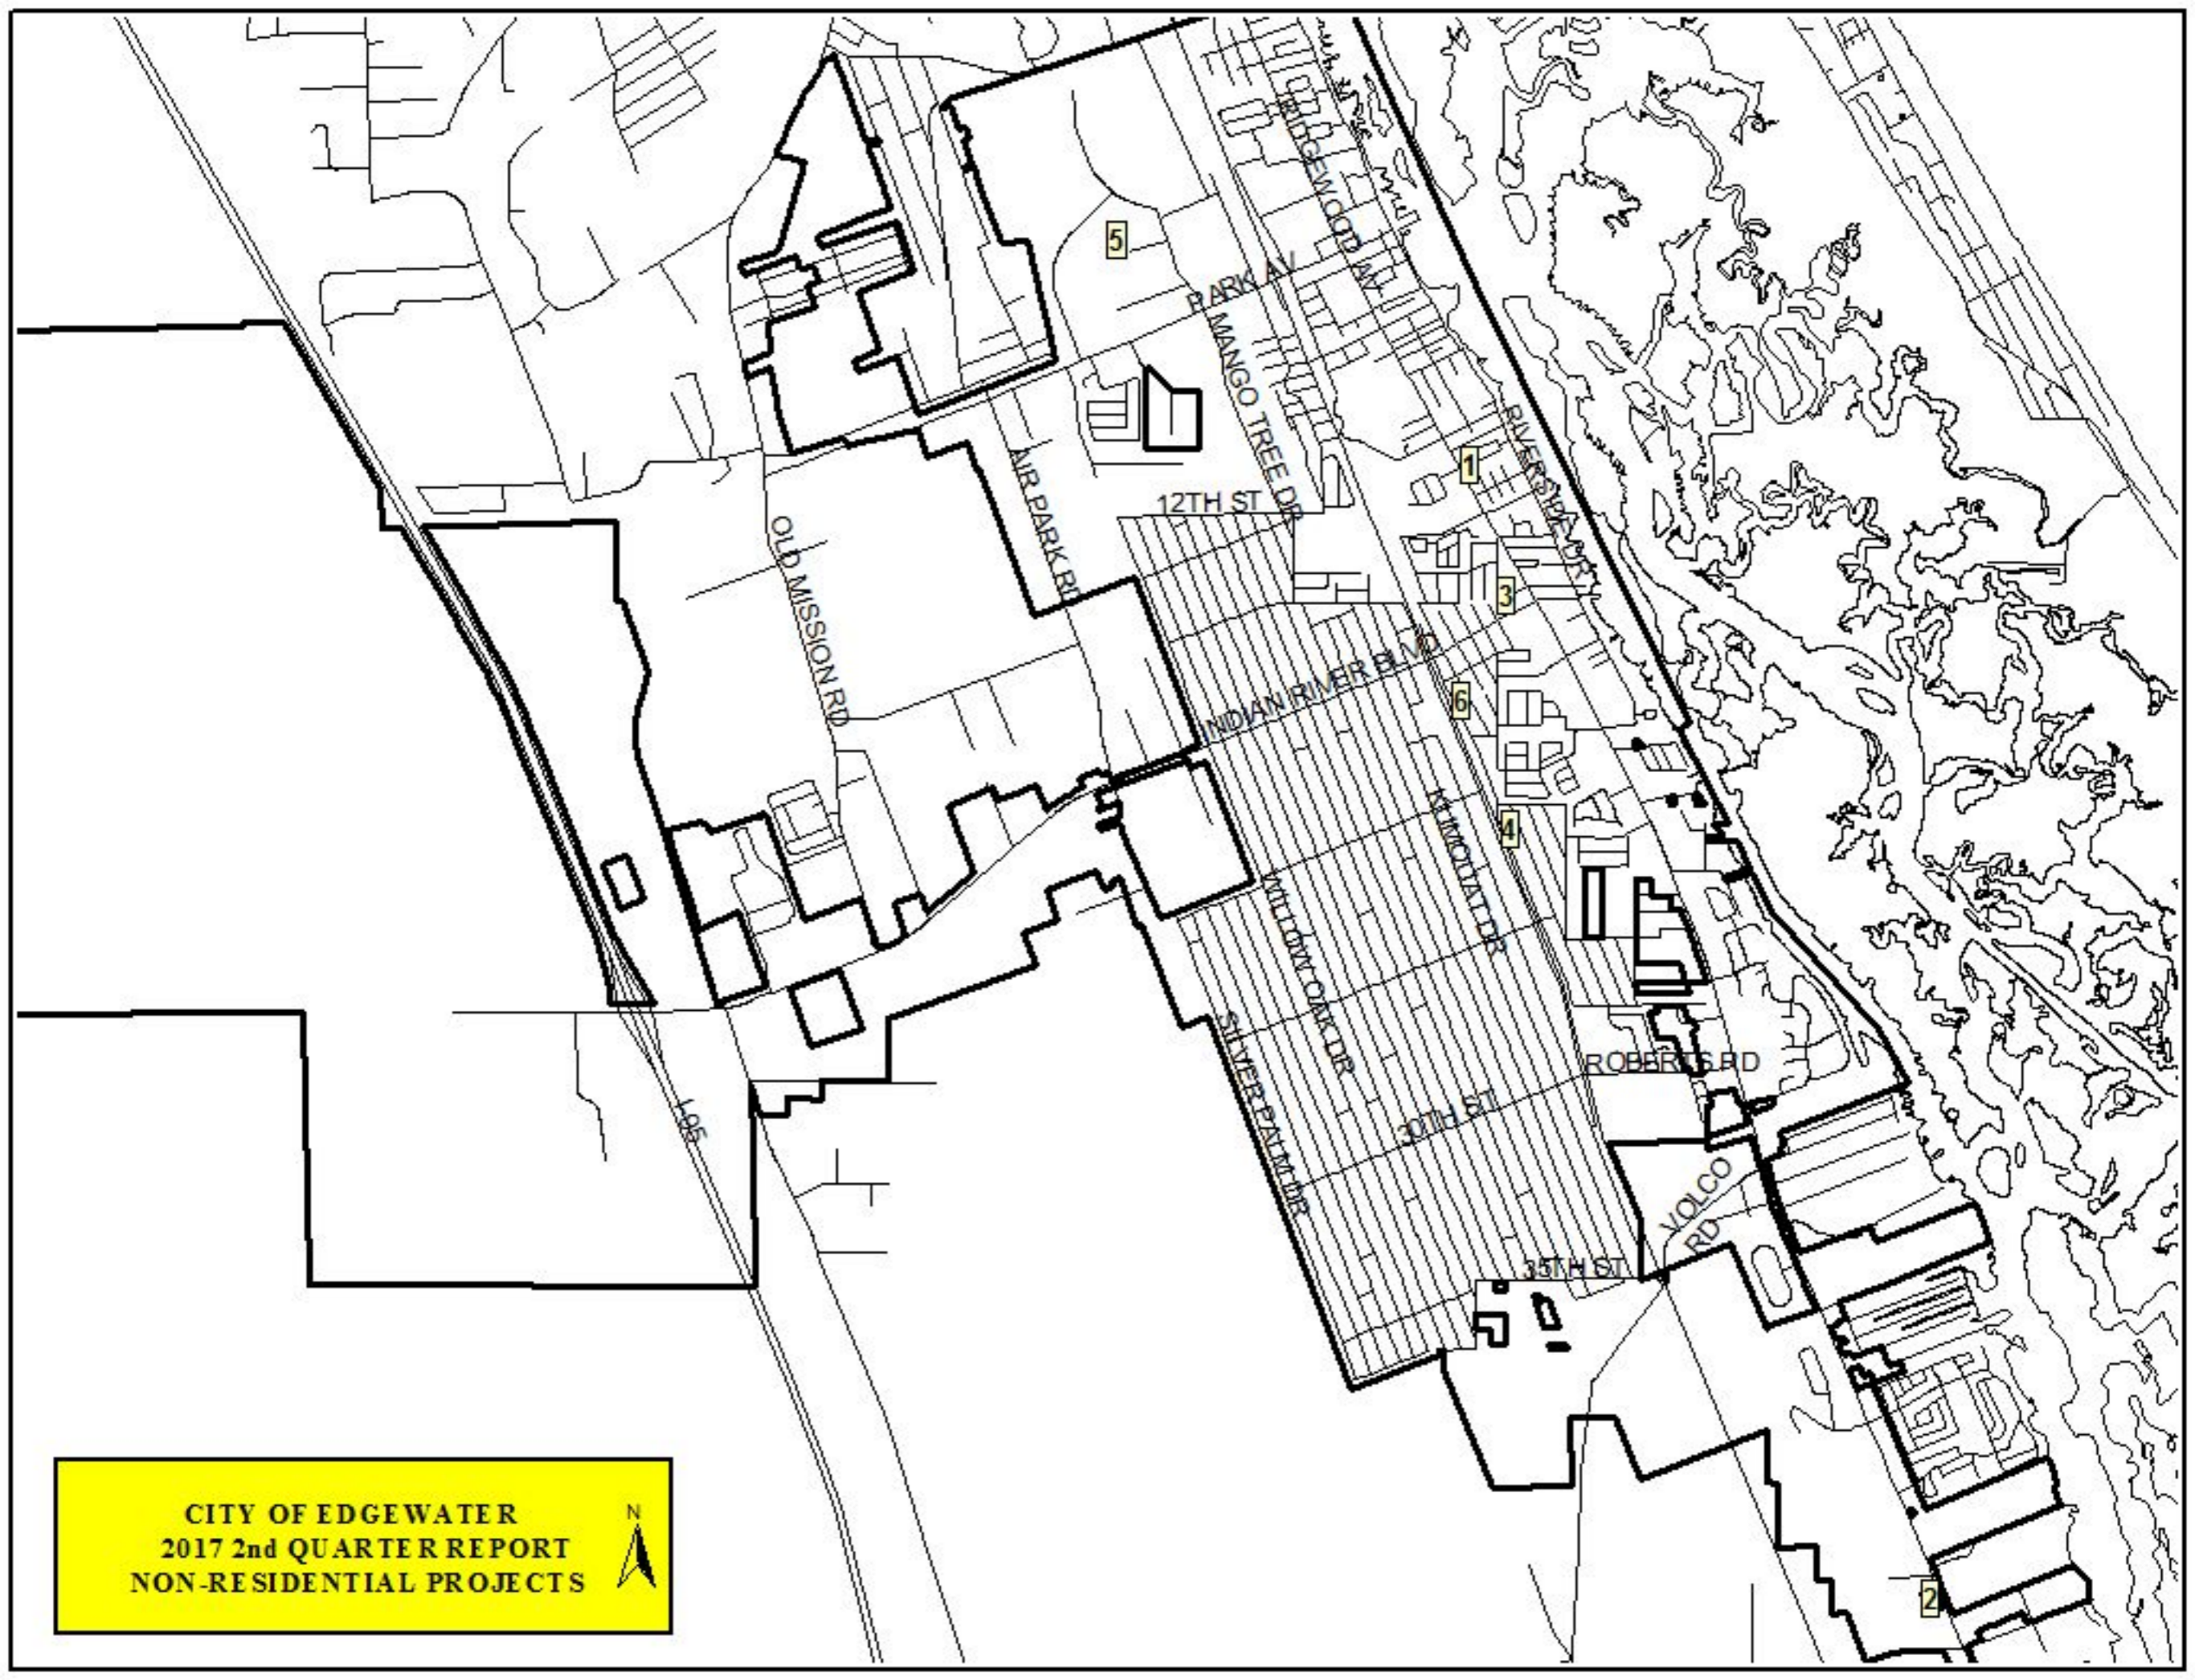 RIDGEWOOD AV
5
PARK AV
MANGO TREE DR
RIVERSIDE DR
1
AIR PARK RD
12TH ST
OLD MISSION RD
3
INDIAN RIVER BLVD
6
KUMQUAT DR
4
WILLOW OAK DR
SILVER PALM DR
ROBERTS RD
I-95
30TH ST
VOLCO
RD
35TH ST
CITY OF EDGEWATER
2017 2nd QUARTER REPORT
NON-RESIDENTIAL PROJECTS
N
2